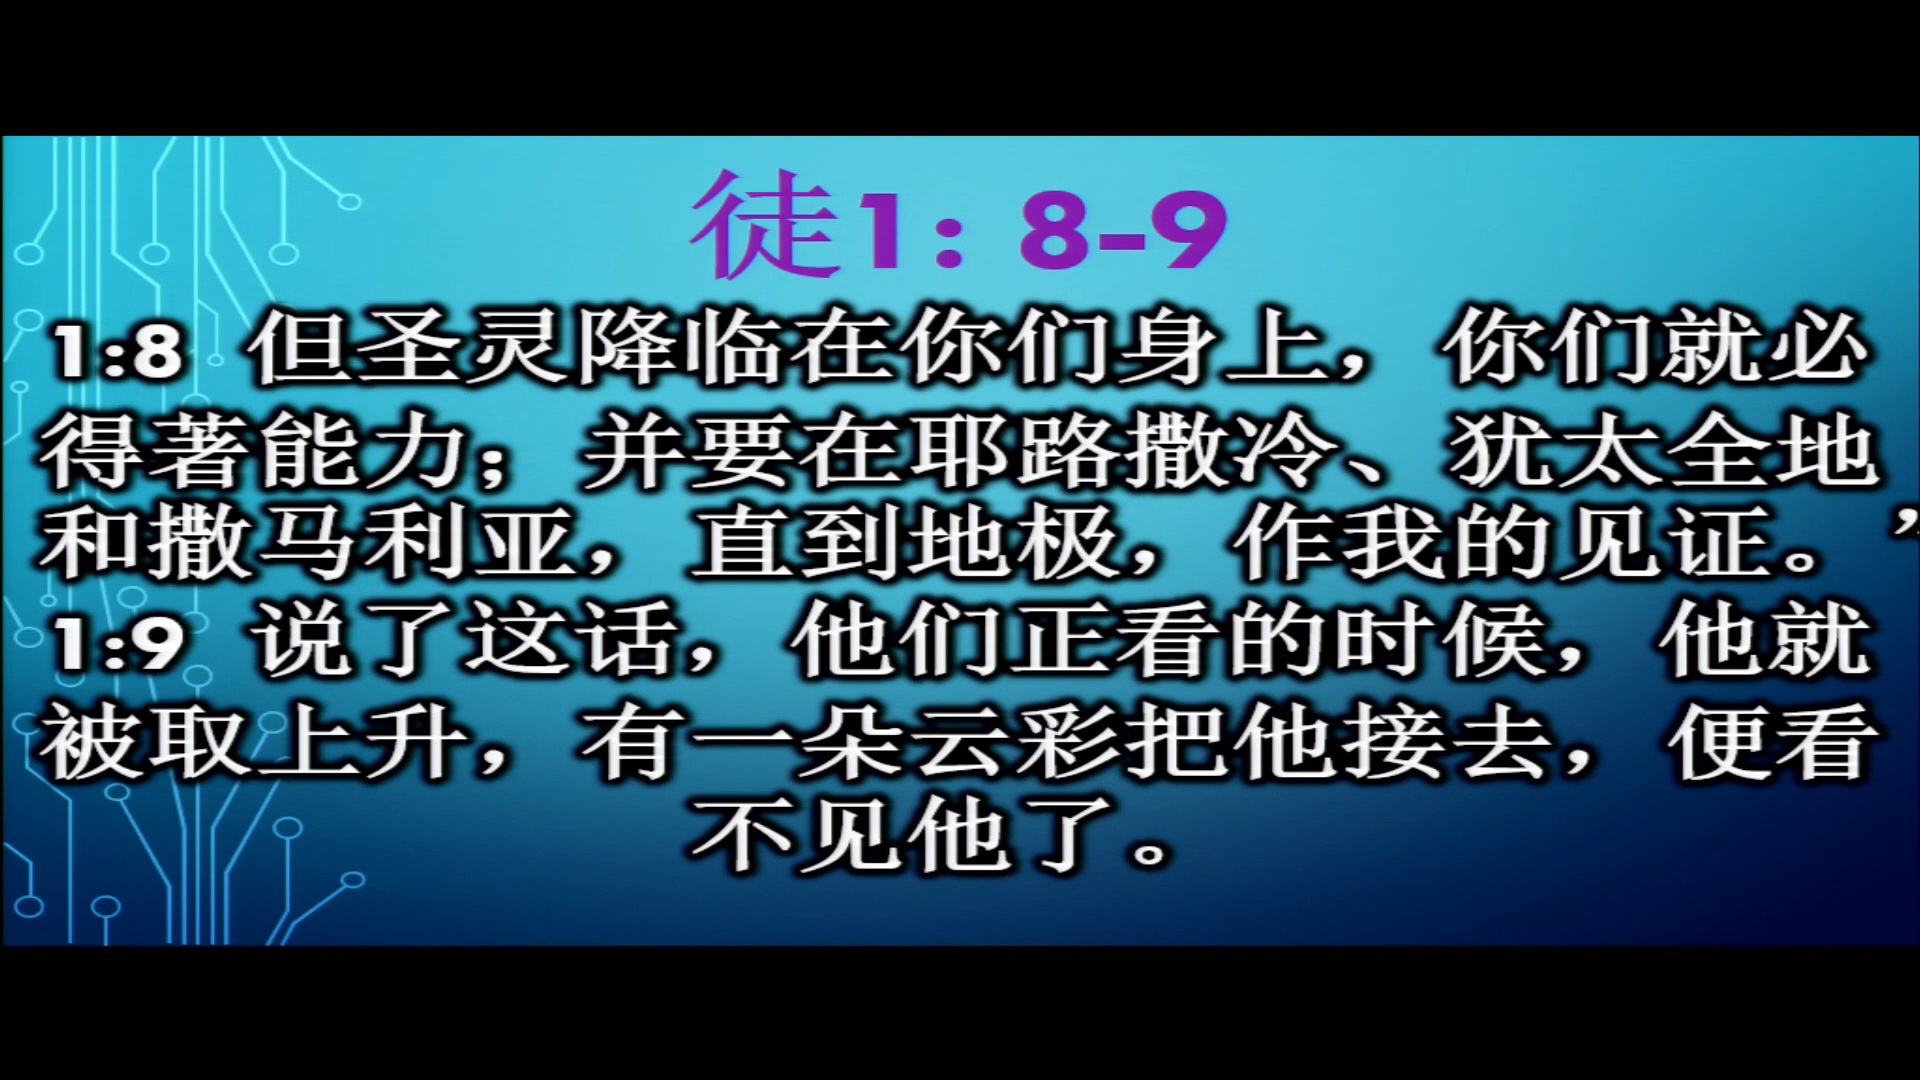 徒1: 8-9
1:8 但圣灵降临在你们身上，你们就必
得著能力；并要在耶路撒冷、犹太全地
和撒马利亚，直到地极，作我的见证。”
1:9 说了这话，他们正看的时候，他就
被取上升，有一朵云彩把他接去，便看
不见他了。